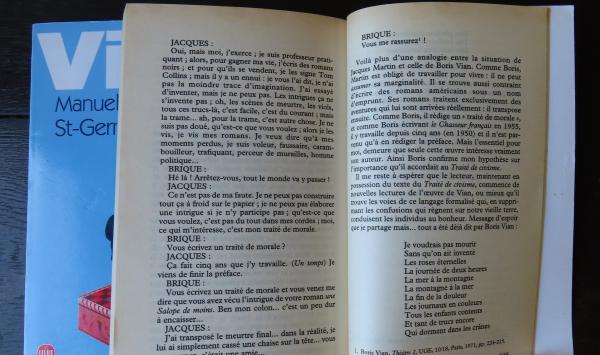 Vi
Manuel
St-Germ
JACQUES :
Oui, mais moi, j'exerce ; je suis professeur prati-
quant ; alors, pour gagner ma vie, j'écris des romans
noirs ; et pour qu'ils se vendent, je les signe Tom
Collins ; mais il y a un ennui : je vous l'ai dit, je n'ai
pas la moindre trace d'imagination. J'ai essayé
d'inventer, mais je ne peux pas. Les intrigues ça ne
s'invente pas ; oh, les scènes de meurtre, les viols,
tous ces trucs-là, c'est facile, c'est du courant ; mais
la trame... ah, pour la trame, c'est autre chose. Je ne
suis pas doué, qu'est-ce que vous voulez ; alors je les
vis, je vis mes romans. Je veux dire qu'à mes
moments perdus, je suis voleur, faussaire, caram-
bouilleur, trafiquant, perceur de murailles, homme
politique...
BRIQUE :
Hé là ! Arrêtez-vous, tout le monde va y passer !
JACQUES :
Ce n'est pas de ma faute. Je ne peux pas construire
tout ça à froid sur le papier ; je ne peux pas élaborer
une intrigue si je n'y participe pas ; qu'est-ce que
vous voulez, c'est pas du tout dans mes cordes ; moi,
ce qui m'intéresse, c'est mon traité de morale.
BRIQUE :
Vous écrivez un traité de morale ?
JACQUES :
Ça fait cinq ans que j'y travaille. (Un temps) Je
viens de finir la préface.
BRIQUE :
Vous écrivez un traité de morale et vous venez me
dire que vous avez vécu l'intrigue de votre roman une
Salope de moins. Ben mon colon... c'est un peu dur
à encaisser...
JACQUES :
J'ai transposé le meurtre final... dans la réalité, je
lui ai simplement cassé une chaise sur la tête... vous
BRIQUE :
Vous me rassurez¹ !
Voilà plus d'une analogie entre la situation de
Jacques Martin et celle de Boris Vian. Comme Boris,
Martin est obligé de travailler pour vivre : il ne peut
assumer sa marginalité. Il se trouve aussi contraint
d'écrire des romans américains sous un nom
d'emprunt. Ses romans traitent exclusivement des
aventures qui lui sont arrivées réellement : il transpose
ensuite. Comme Boris, il rédige un « traité de morale »,
et comme Boris écrivant le Chasseur français en 1955,
il y travaille depuis cinq ans (en 1950) et il n'est par-
venu qu'à en rédiger la préface. Mais l'essentiel pour
moi, demeure que seule cette œuvre intéresse vraiment
son auteur. Ainsi Boris confirme mon hypothèse sur
l'importance qu'il accordait au Traité de civisme.
Il me reste à espérer que le lecteur, maintenant en
possession du texte du Traité de civisme, commence de
nouvelles lectures de l'œuvre de Vian, ou mieux qu'il
trouve les voies de ce langage formel qui, en suppri-
mant les confusions qui règnent sur notre vieille terre,
conduisent les individus au bonheur. Message d'espoir
que je partage mais... tout a été déjà dit par Boris Vian :
Je voudrais pas mourir
Sans qu'on ait inventé
Les roses éternelles
La journée de deux heures
La mer à la montagne
La montagne à la mer
La fin de la douleur
Les journaux en couleurs
Tous les enfants contents
Et tant de trucs encore
Qui dorment dans les crânes
1. Boris Vian, Théâtre 2, UGE, 10/18, Paris, 1971, pp. 224-225.